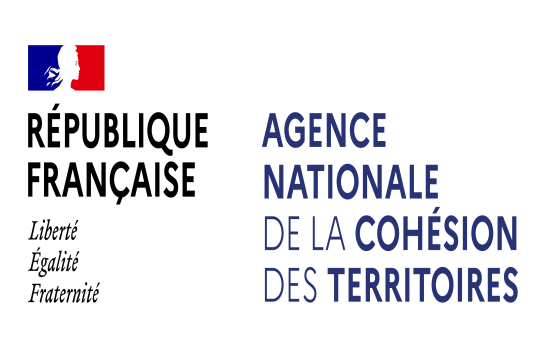 RÉPUBLIQUE
FRANÇAISE
Liberté
Égalité
Fraternité
AGENCE
NATIONALE
DE LA COHÉSION
DES TERRITOIRES